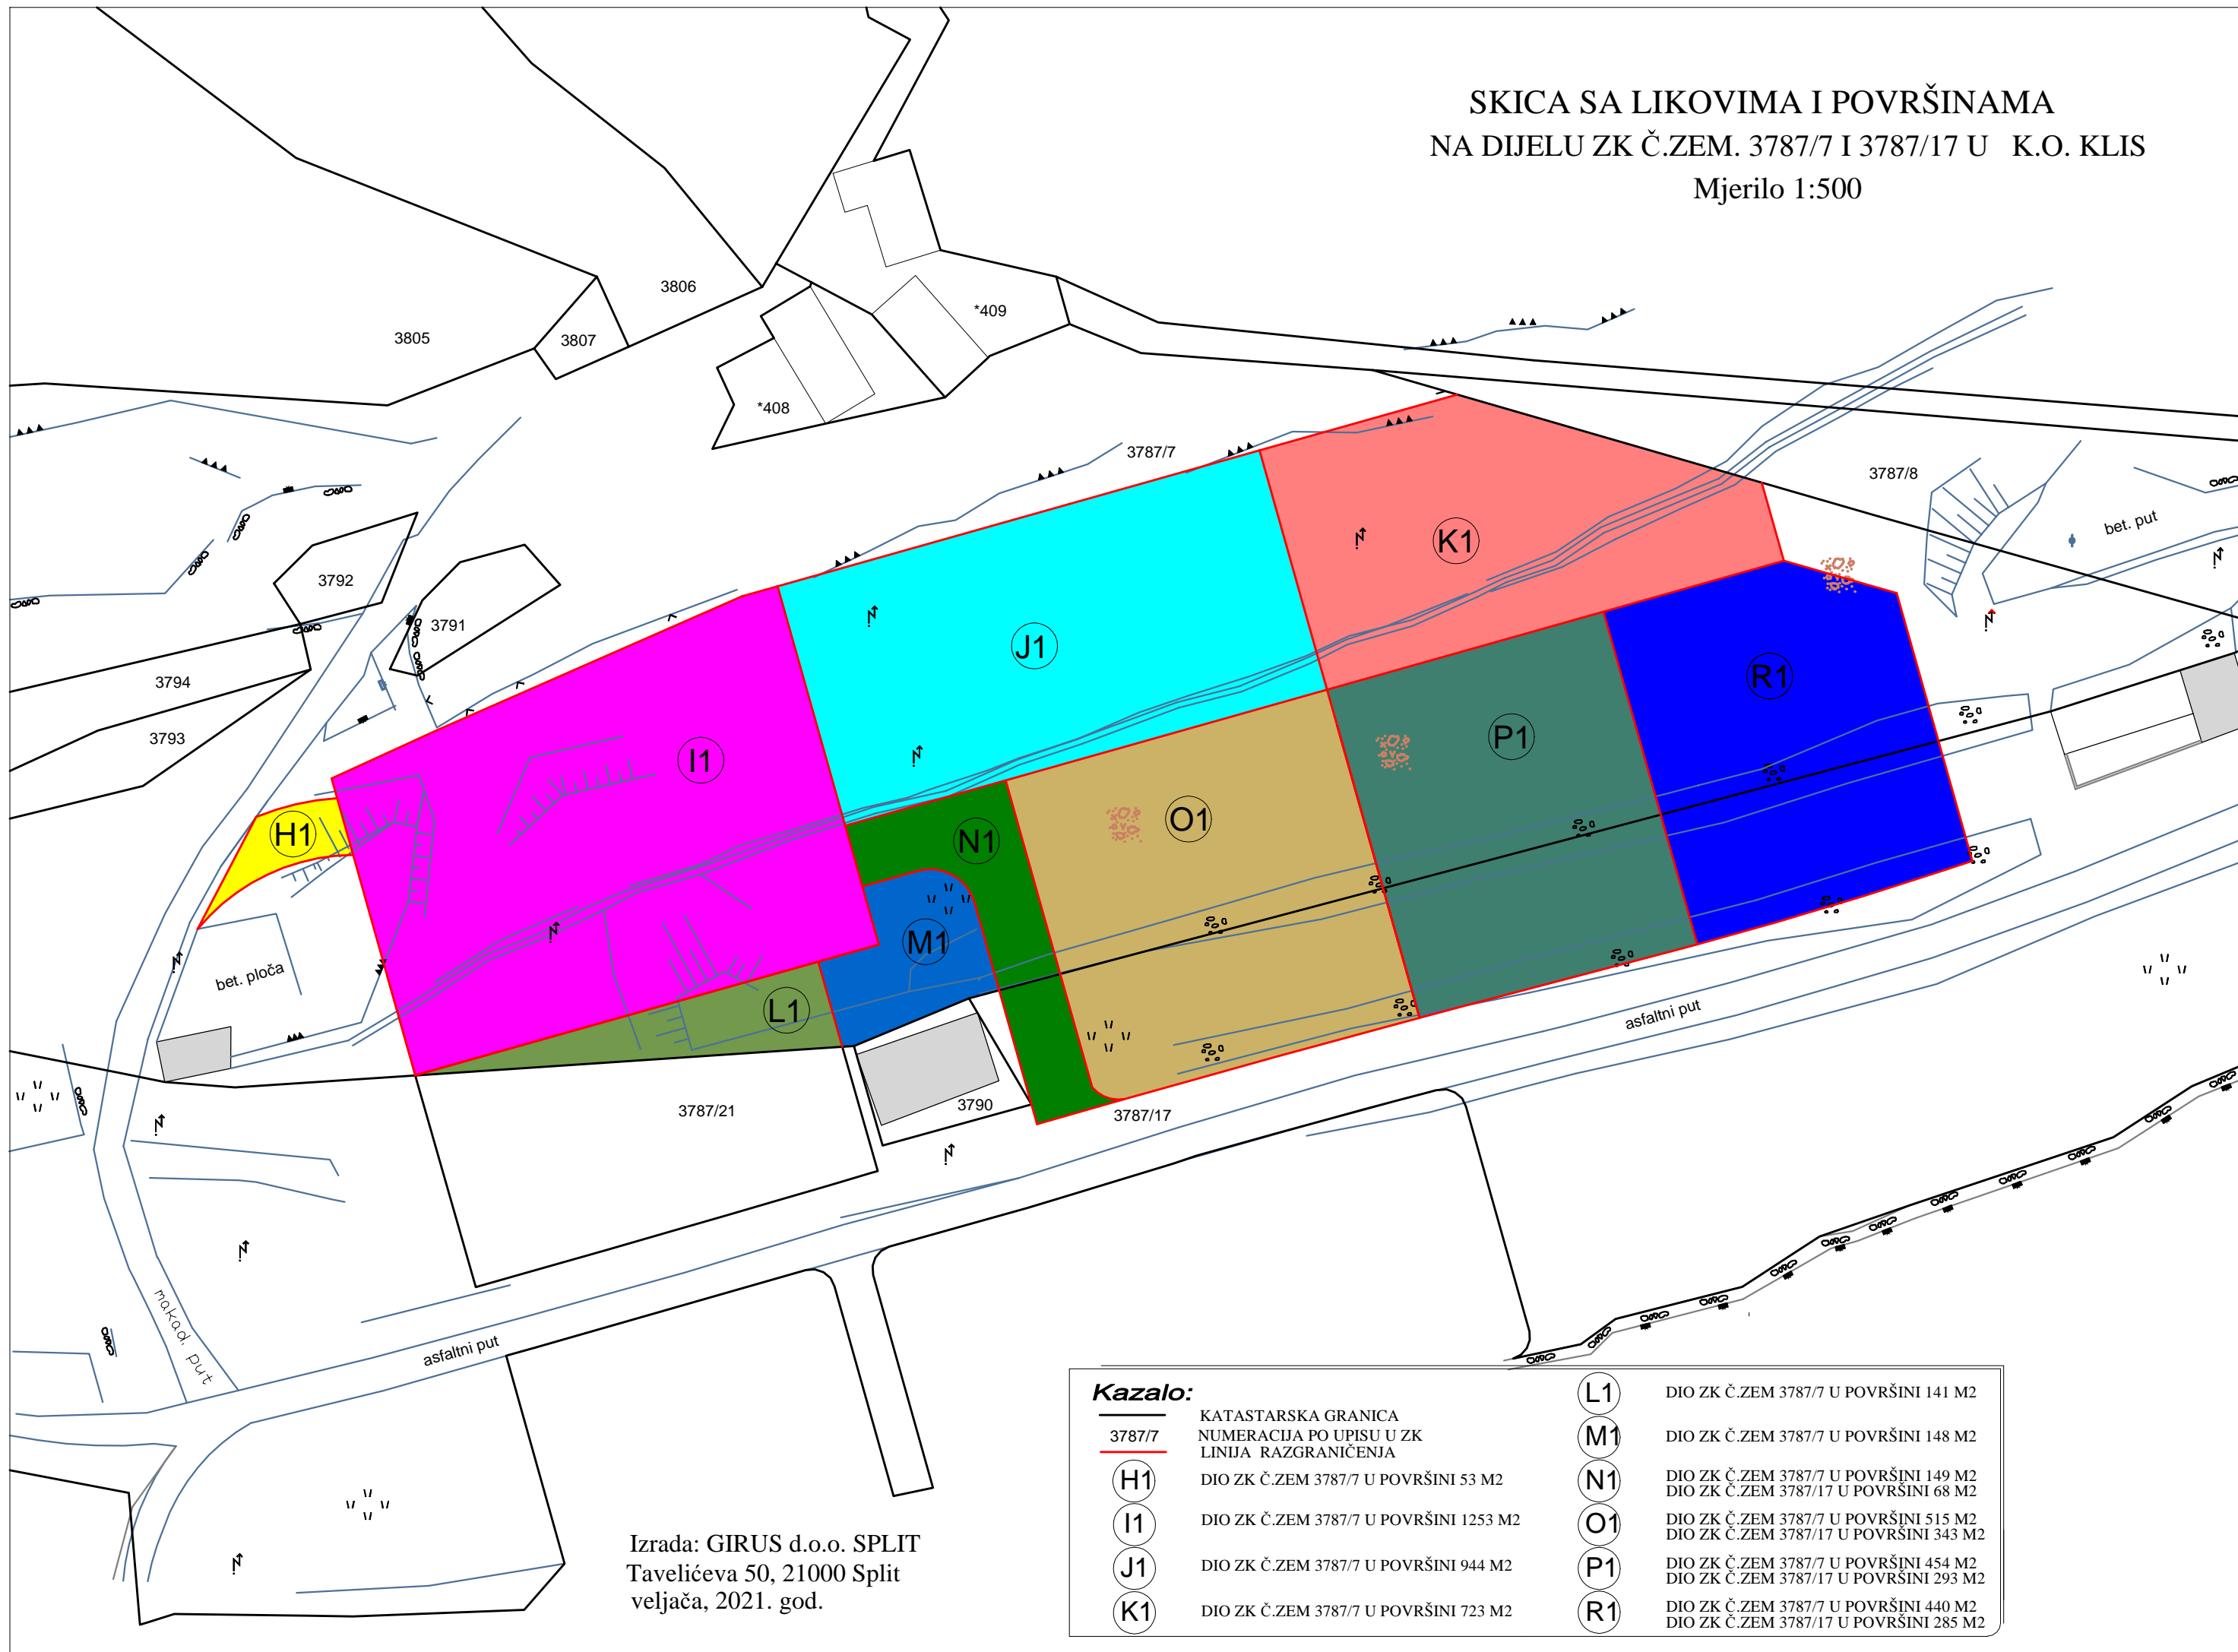 SKICA SA LIKOVIMA I POVRŠINAMA
NA DIJELU ZK Č.ZEM. 3787/7 I 3787/17 U K.O. KLIS
Mjerilo 1:500
3806
3805
3807
*409
*408
3787/7
3787/8
bet. put
K1
3792
3791
J1
3794
R1
3793
P1
I1
O1
H1
N1
M1
bet. ploča
L1
asfaltni put
3787/21
3790
3787/17
makad. put
asfaltni put
Izrada: GIRUS d.o.o. SPLIT
Tavelićeva 50, 21000 Split
veljača, 2021. god.
Kazalo:
KATASTARSKA GRANICA
3787/7 NUMERACIJA PO UPISU U ZK
LINIJA RAZGRANIČENJA
H1 DIO ZK Č.ZEM 3787/7 U POVRŠINI 53 M2
I1 DIO ZK Č.ZEM 3787/7 U POVRŠINI 1253 M2
J1 DIO ZK Č.ZEM 3787/7 U POVRŠINI 944 M2
K1 DIO ZK Č.ZEM 3787/7 U POVRŠINI 723 M2
L1 DIO ZK Č.ZEM 3787/7 U POVRŠINI 141 M2
M1 DIO ZK Č.ZEM 3787/7 U POVRŠINI 148 M2
N1 DIO ZK Č.ZEM 3787/7 U POVRŠINI 149 M2
DIO ZK Č.ZEM 3787/17 U POVRŠINI 68 M2
O1 DIO ZK Č.ZEM 3787/7 U POVRŠINI 515 M2
DIO ZK Č.ZEM 3787/17 U POVRŠINI 343 M2
P1 DIO ZK Č.ZEM 3787/7 U POVRŠINI 454 M2
DIO ZK Č.ZEM 3787/17 U POVRŠINI 293 M2
R1 DIO ZK Č.ZEM 3787/7 U POVRŠINI 440 M2
DIO ZK Č.ZEM 3787/17 U POVRŠINI 285 M2